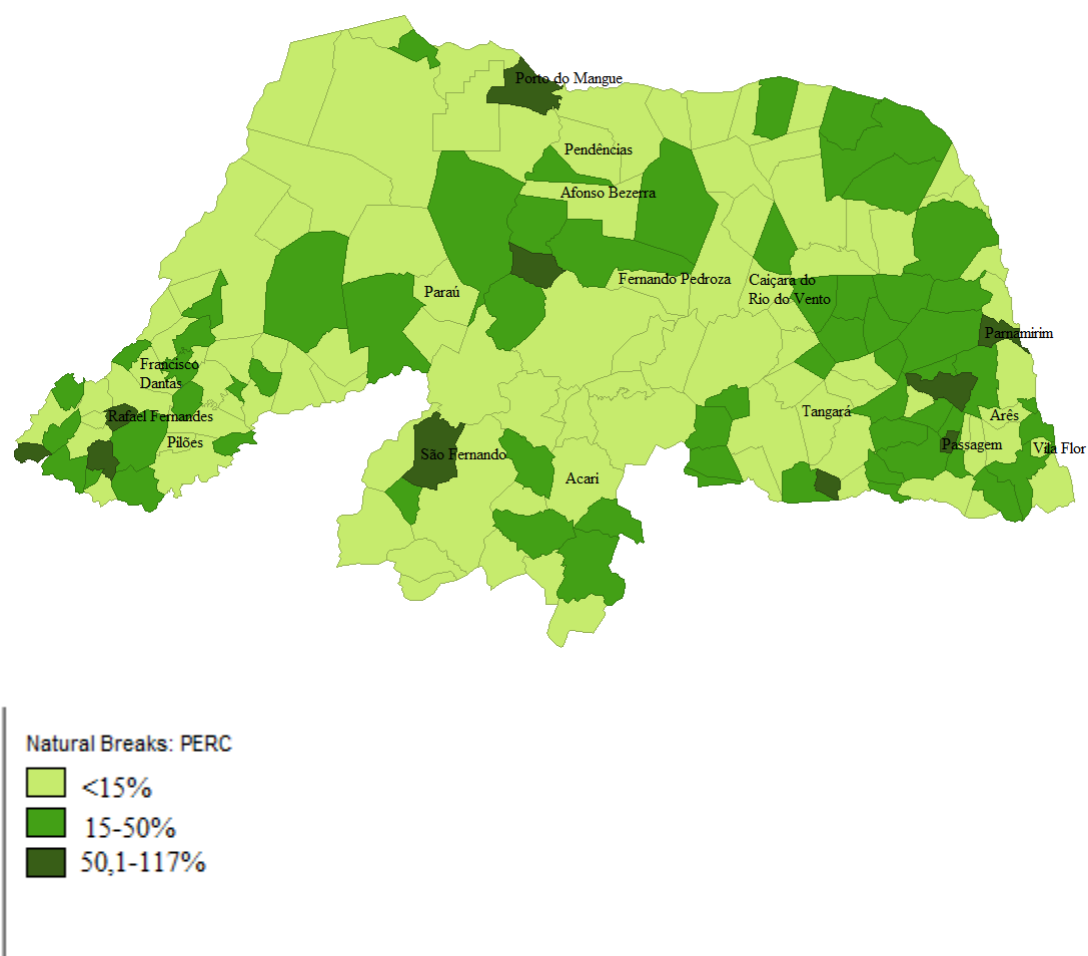 Porto do Mangue
Pendências
Afonso Bezerra
Fernando Pedroza
Caiçara do
Rio do Vento
Paraú
Parnamirim
Francisco
Dantas
Rafael Fernandes
Pilões
Tangará
Arês
Passagem
Vila Flor
São Fernando
Acari
Natural Breaks: PERC
<15%
15-50%
50,1-117%